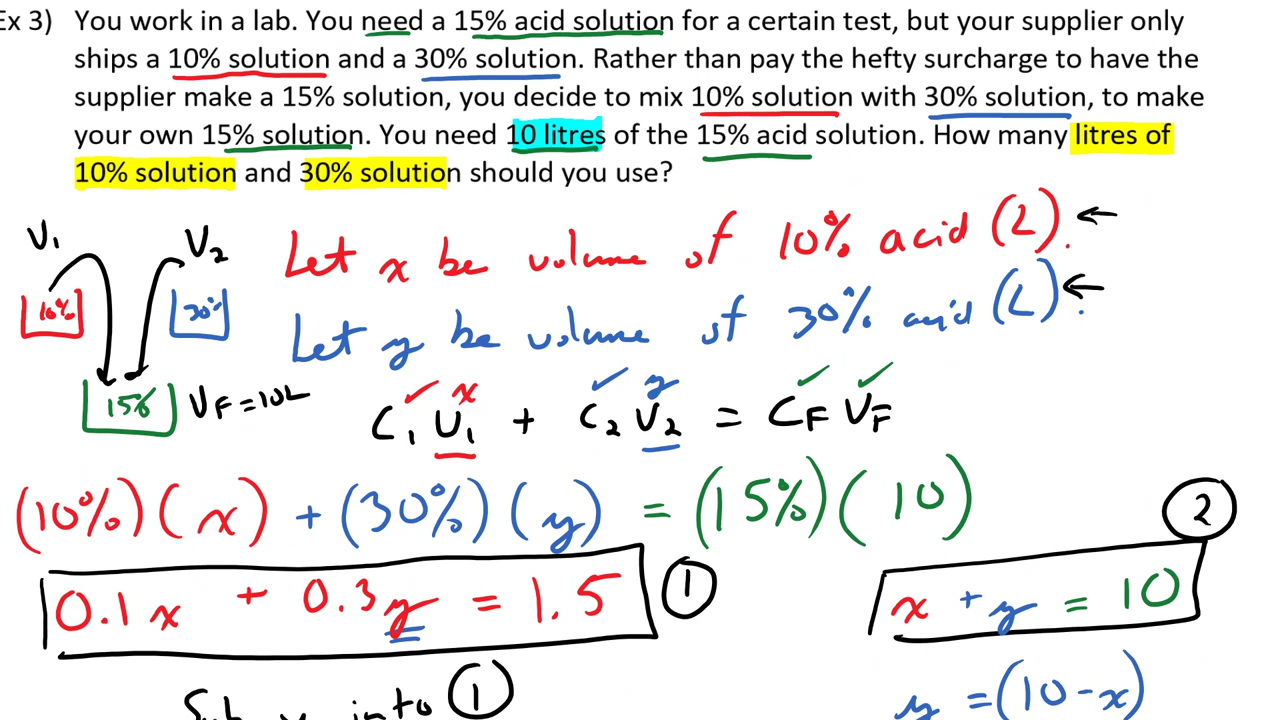 Ex 3) You work in a lab. You need a 15% acid solution for a certain test, but your supplier only
ships a 10% solution and a 30% solution. Rather than pay the hefty surcharge to have the
supplier make a 15% solution, you decide to mix 10% solution with 30% solution, to make
your own 15% solution. You need 10 litres of the 15% acid solution. How many litres of
10% solution and 30% solution should you use?
V₁ V₂ Let x be volume of 10% acid (L). ←
10% 30% Let y be volume of 30% acid (L). ←
15% V_F = 10L
✓ x ✓ y ✓ ✓
C₁ V₁ + C₂ V₂ = C_F V_F
(10%)(x) + (30%)(y) = (15%)(10)
0.1x + 0.3y = 1.5 ①
x + y = 10 ②
Sub y into ①
y = (10 - x)